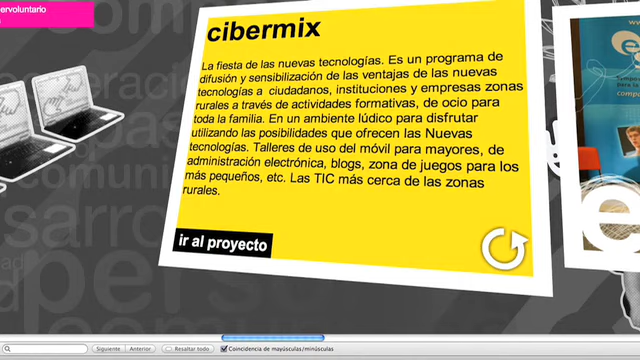 ervoluntario
cibermix
La fiesta de las nuevas tecnologías. Es un programa de
difusión y sensibilización de las ventajas de las nuevas
tecnologías a ciudadanos, instituciones y empresas zonas
rurales a través de actividades formativas, de ocio para
toda la familia. En un ambiente lúdico para disfrutar
utilizando las posibilidades que ofrecen las Nuevas
tecnologías. Talleres de uso del móvil para mayores, de
administración electrónica, blogs, zona de juegos para los
más pequeños, etc. Las TIC más cerca de las zonas
rurales.
ir al proyecto
Siguiente Anterior Resaltar todo Coincidencia de mayúsculas/minúsculas